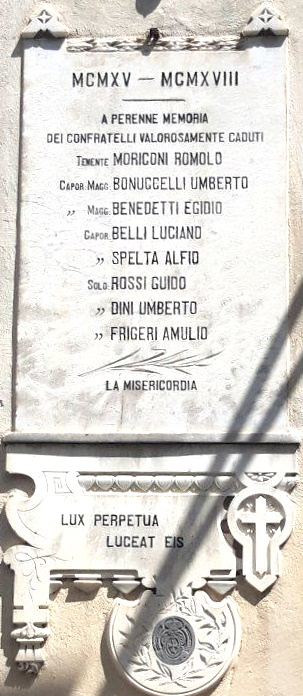 MCMXV — MCMXVIII
A PERENNE MEMORIA
DEI CONFRATELLI VALOROSAMENTE CADUTI
TENENTE MORICONI ROMOLO
CAPOR. MAGG. BONUCCELLI UMBERTO
„ MAGG. BENEDETTI EGIDIO
CAPOR. BELLI LUCIANO
„ SPELTA ALFIO
SOLD. ROSSI GUIDO
„ DINI UMBERTO
„ FRIGERI AMULIO
LA MISERICORDIA
LUX PERPETUA
LUCEAT EIS